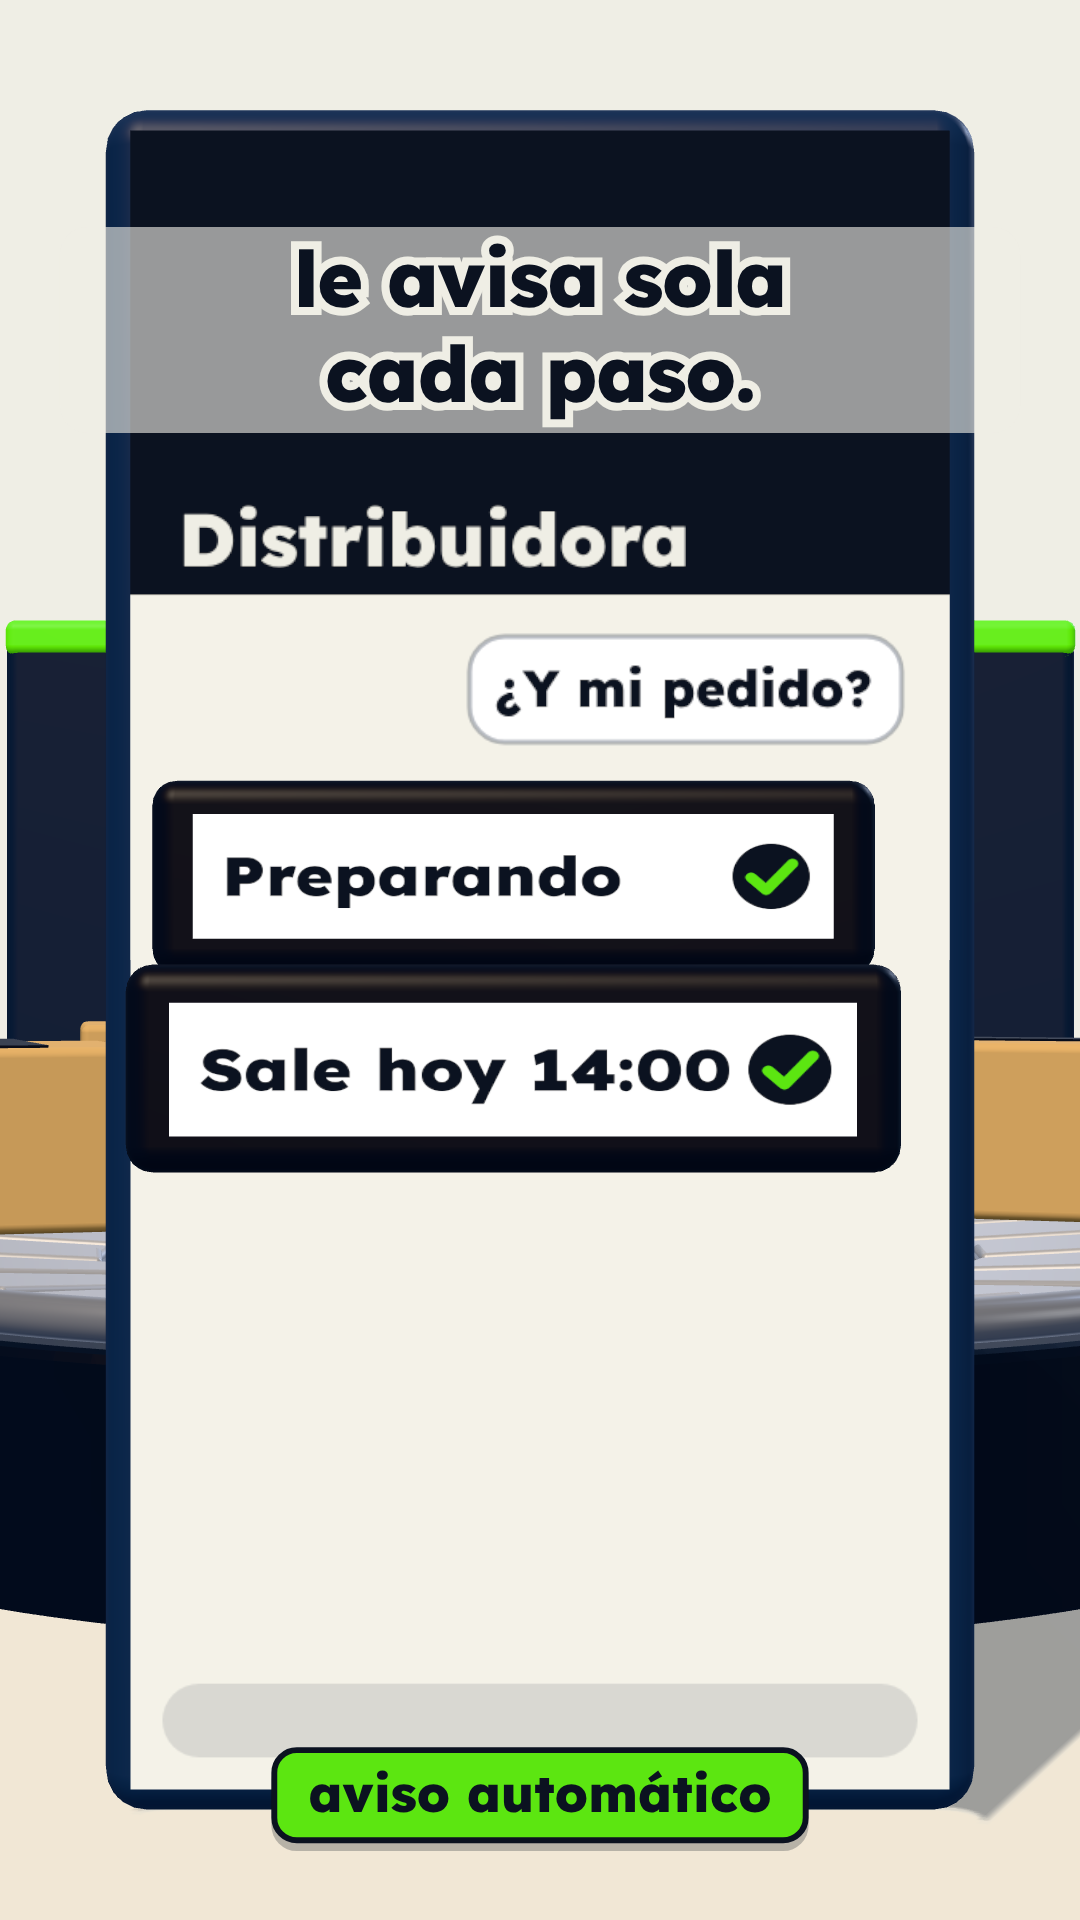 le avisa sola
cada paso.
Distribuidora
¿Y mi pedido?
Preparando
Sale hoy 14:00
aviso automático